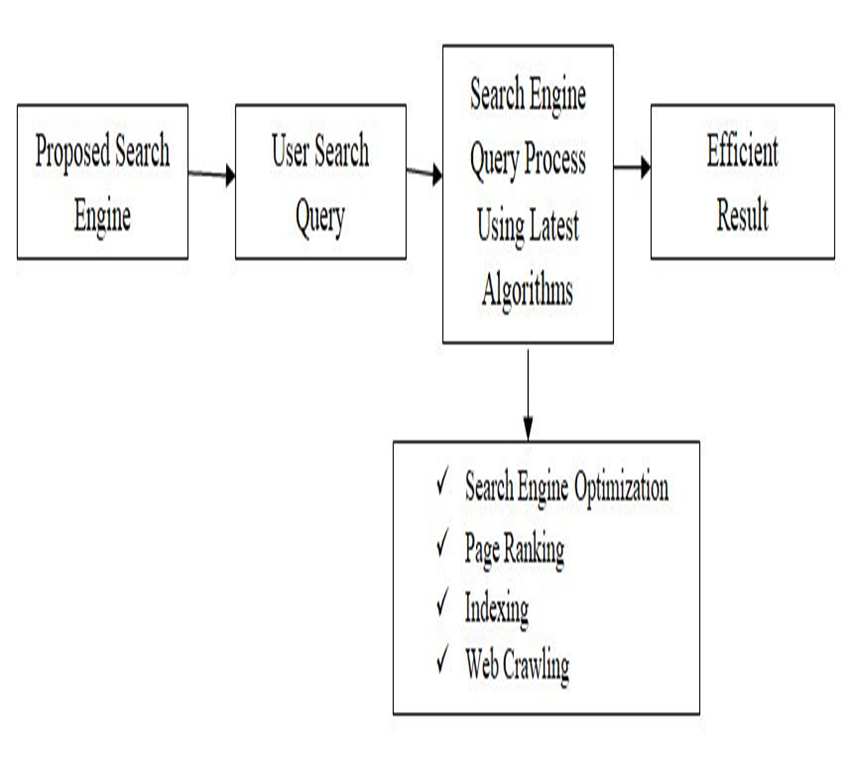 Proposed Search
Engine
User Search
Query
Search Engine
Query Process
Using Latest
Algorithms
Efficient
Result
✓ Search Engine Optimization
✓ Page Ranking
✓ Indexing
✓ Web Crawling